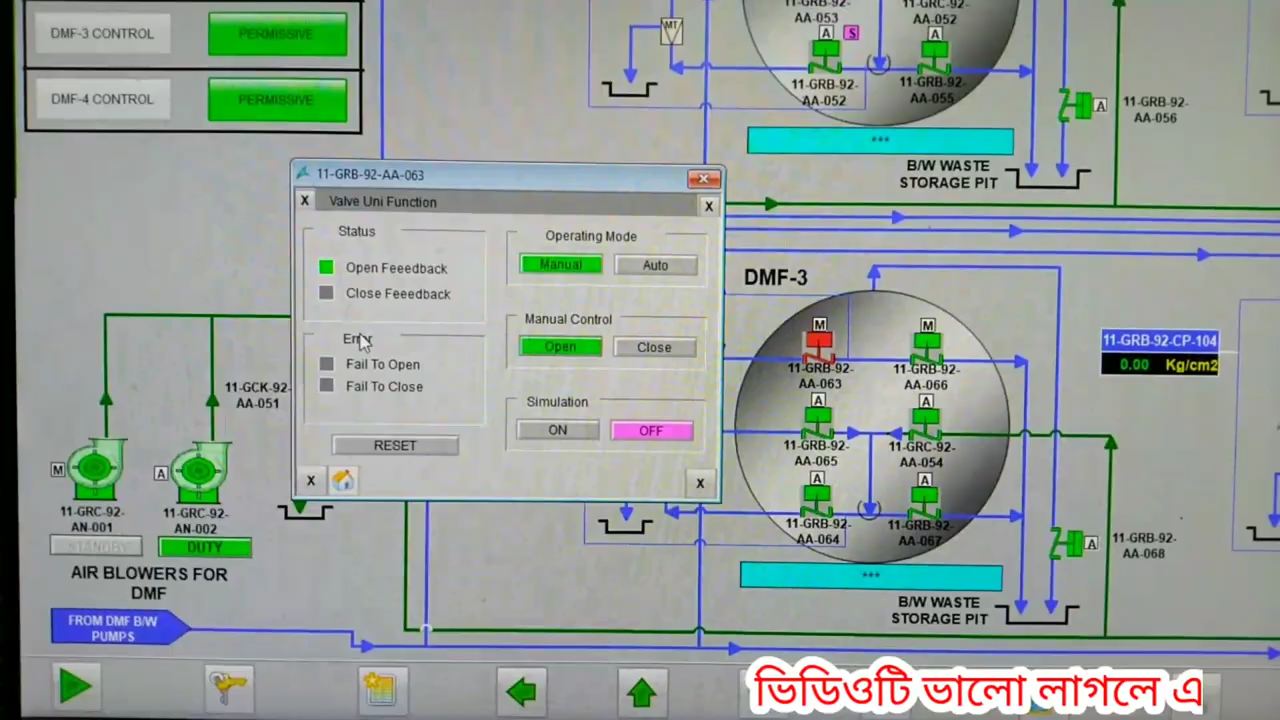 DMF-3 CONTROL
PERMISSIVE
DMF-4 CONTROL
PERMISSIVE
MT
11-GRB-92-
AA-053
11-GRC-92-
AA-052
A
S
A
11-GRB-92-
AA-052
11-GRB-92-
AA-055
***
A
11-GRB-92-
AA-056
B/W WASTE
STORAGE PIT
11-GRB-92-AA-063
X
Valve Uni Function
X
Status
Open Feeedback
Close Feeedback
Fail To Open
Fail To Close
RESET
Operating Mode
Manual
Auto
Manual Control
Open
Close
Simulation
ON
OFF
X
X
DMF-3
M
11-GRB-92-
AA-063
M
11-GRB-92-
AA-066
A
11-GRB-92-
AA-065
A
11-GRC-92-
AA-054
A
11-GRB-92-
AA-064
A
11-GRB-92-
AA-067
***
11-GRB-92-CP-104
0.00 Kg/cm2
A
11-GRB-92-
AA-068
B/W WASTE
STORAGE PIT
11-GCK-92-
AA-051
M
11-GRC-92-
AN-001
STANDBY
A
11-GRC-92-
AN-002
DUTY
AIR BLOWERS FOR
DMF
FROM DMF B/W
PUMPS
ভিডিওটি ভালো লাগলে এ